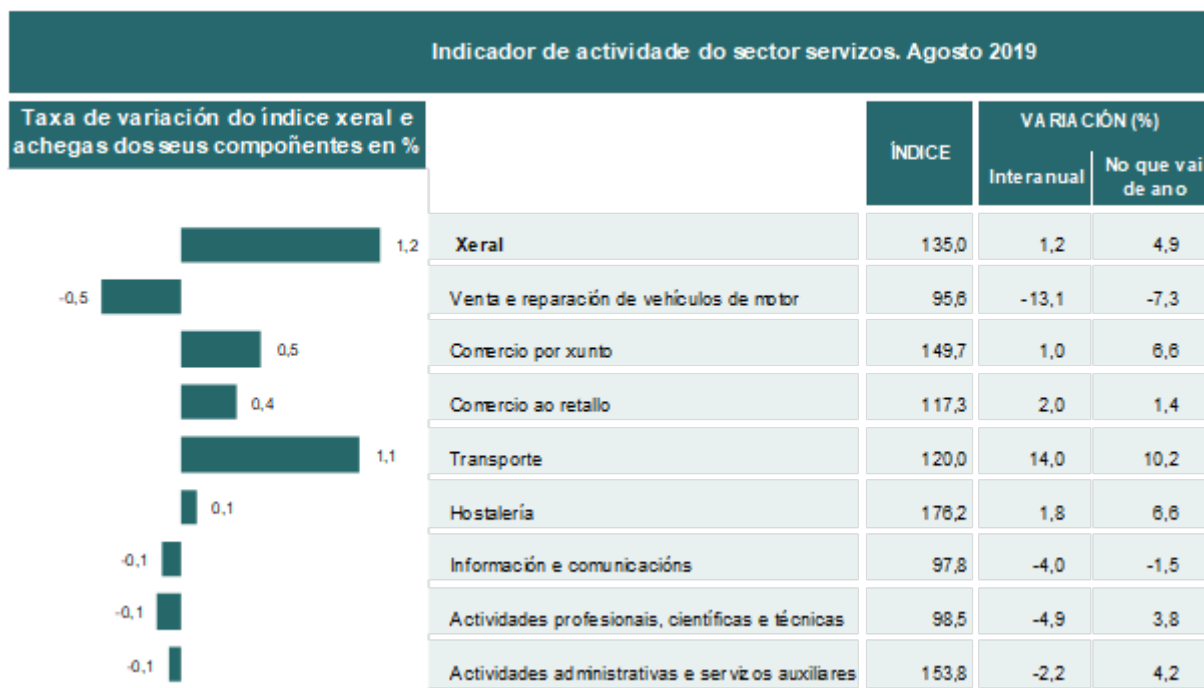 Indicador de actividade do sector servizos. Agosto 2019
Taxa de variación do índice xeral e
achegas dos seus compoñentes en %
ÍNDICE
VARIACIÓN (%)
Interanual
No que vai
de ano
1,2 Xeral 135,0 1,2 4,9
-0,5 Venta e reparación de vehículos de motor 95,6 -13,1 -7,3
0,5 Comercio por xunto 149,7 1,0 6,6
0,4 Comercio ao retallo 117,3 2,0 1,4
1,1 Transporte 120,0 14,0 10,2
0,1 Hostalería 176,2 1,8 6,6
-0,1 Información e comunicacións 97,8 -4,0 -1,5
-0,1 Actividades profesionais, científicas e técnicas 98,5 -4,9 3,8
-0,1 Actividades administrativas e servizos auxiliares 153,8 -2,2 4,2